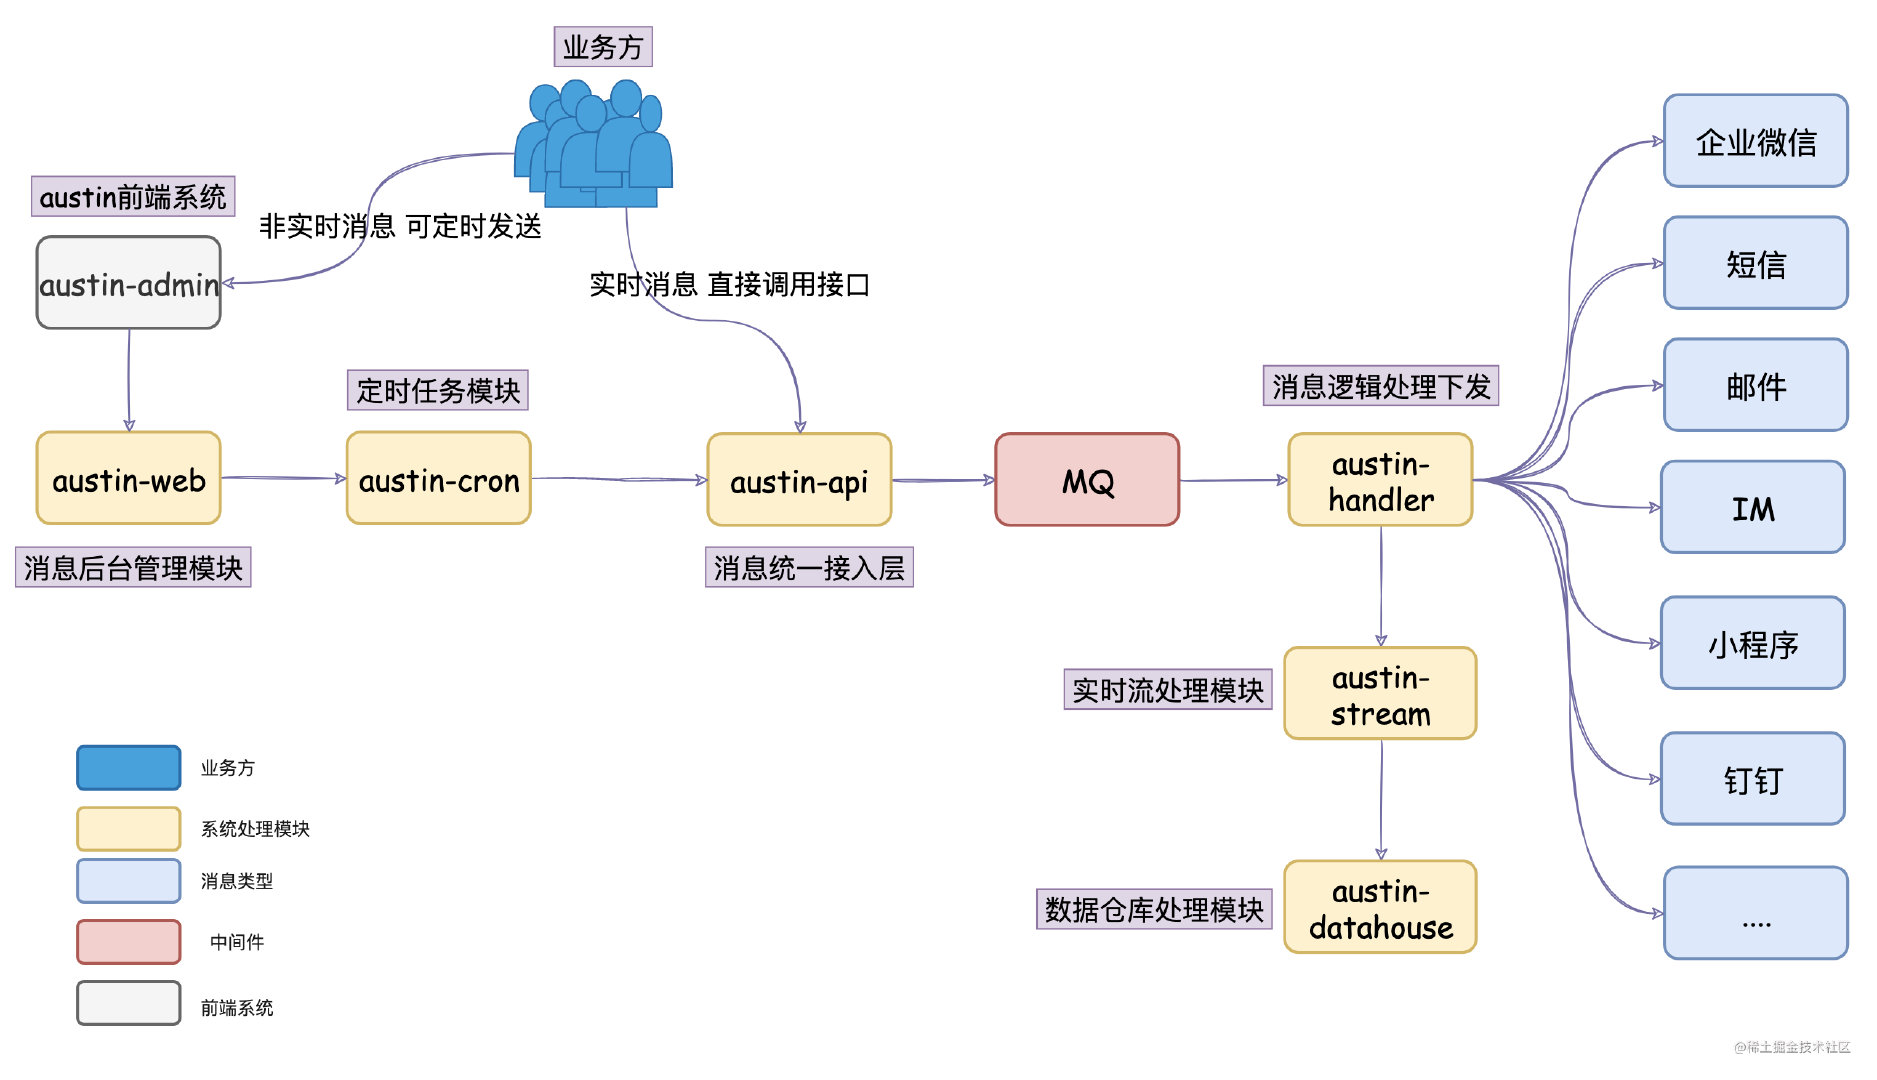 业务方
austin前端系统
austin-admin
非实时消息 可定时发送
实时消息 直接调用接口
定时任务模块
消息逻辑处理下发
austin-web
austin-cron
austin-api
MQ
austin-
handler
消息后台管理模块
消息统一接入层
实时流处理模块
austin-
stream
数据仓库处理模块
austin-
datahouse
企业微信
短信
邮件
IM
小程序
钉钉
....
业务方
系统处理模块
消息类型
中间件
前端系统
@稀土掘金技术社区